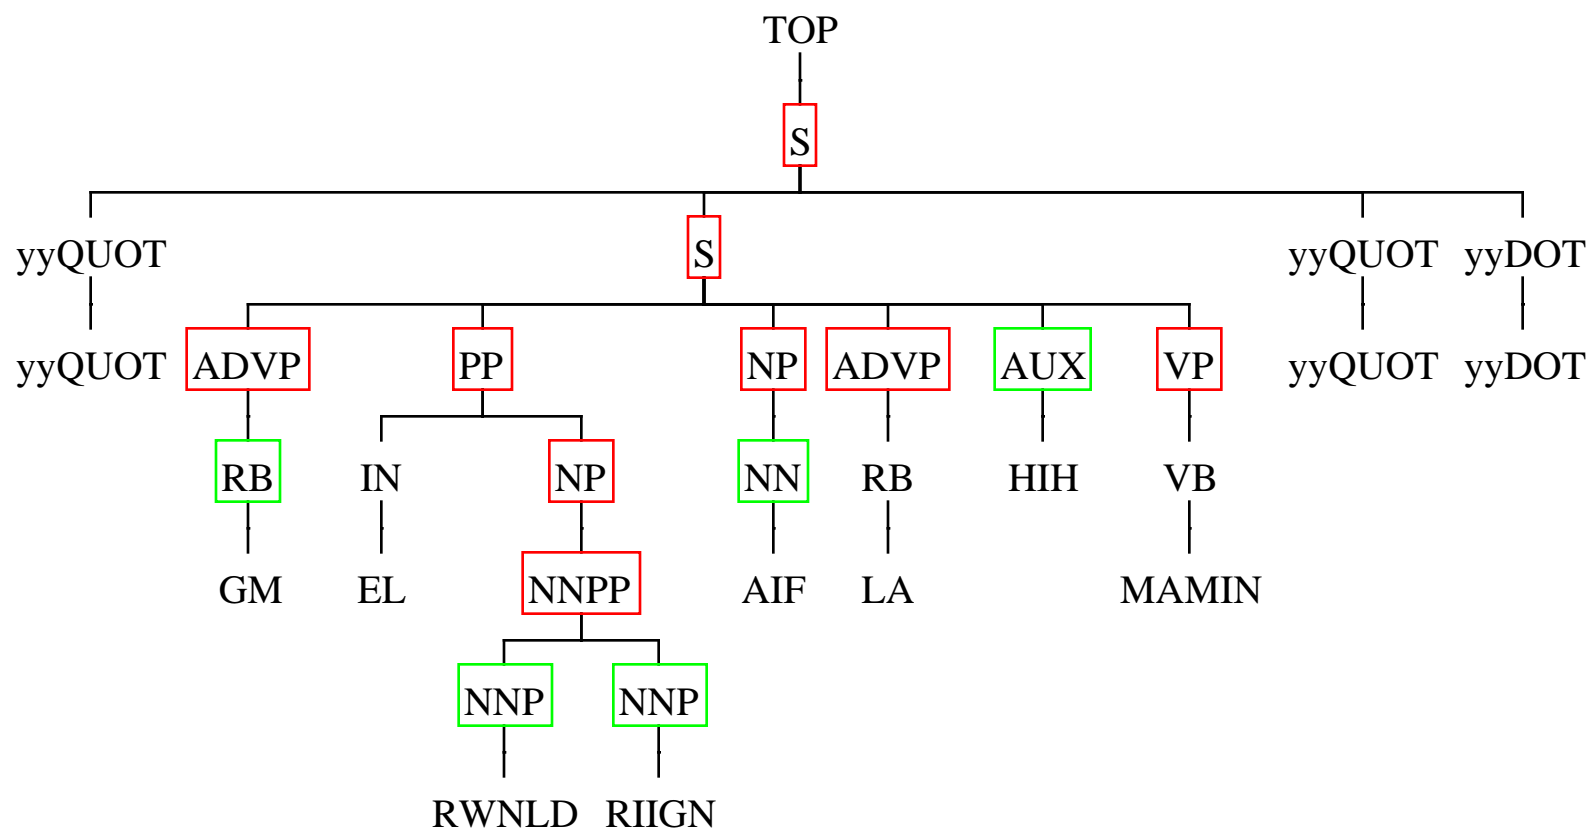 TOP
S
yyQUOT S yyQUOT yyDOT
yyQUOT ADVP PP NP ADVP AUX VP yyQUOT yyDOT
RB IN NP NN RB HIH VB
GM EL NNPP AIF LA MAMIN
NNP NNP
RWNLD RIIGN